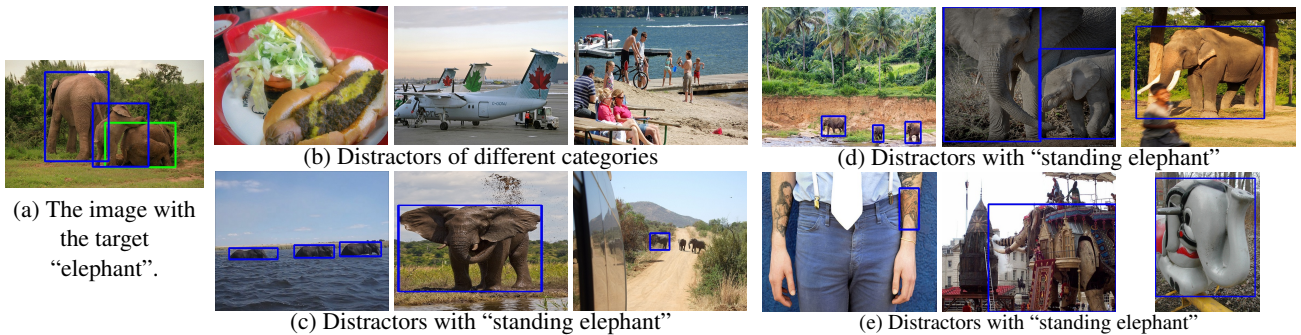 (a) The image with
the target
“elephant”.
(b) Distractors of different categories
(c) Distractors with “standing elephant”
(d) Distractors with “standing elephant”
(e) Distractors with “standing elephant”